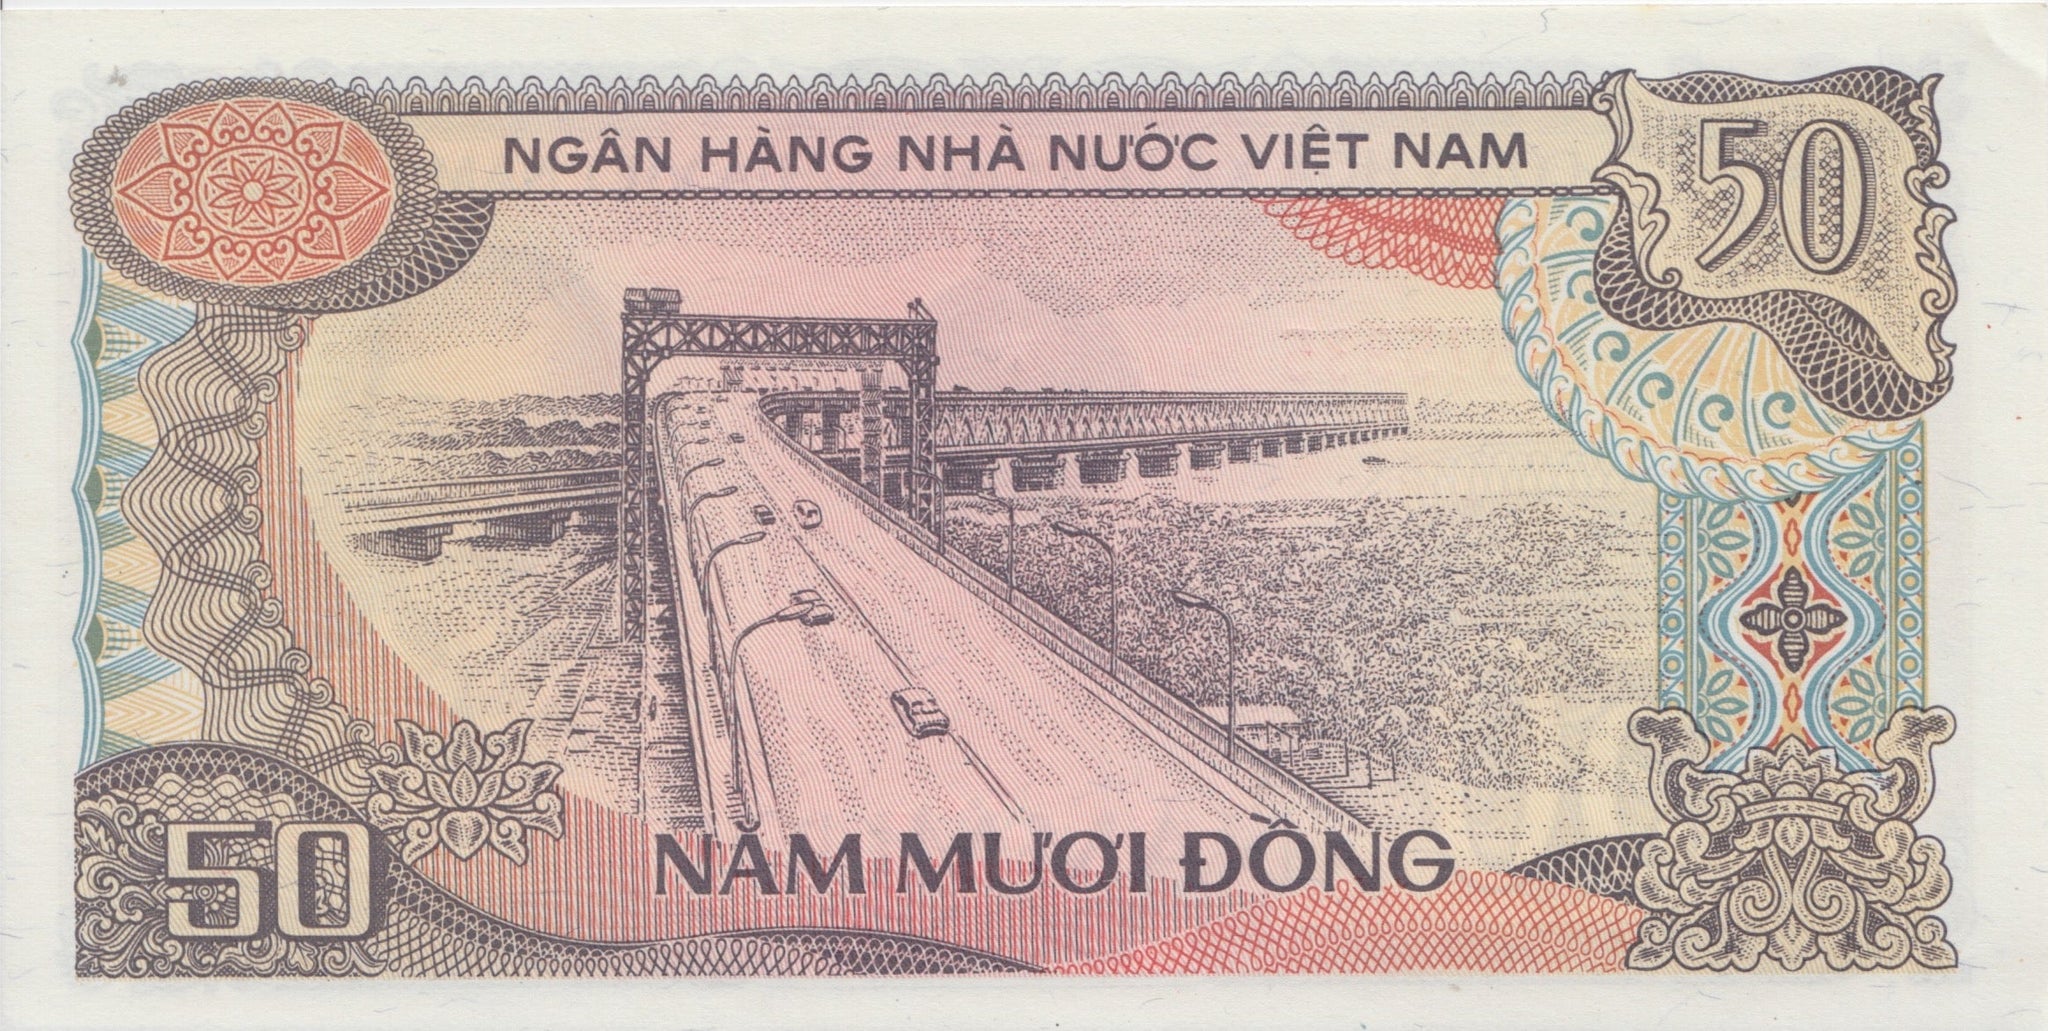 NGÂN HÀNG NHÀ NƯỚC VIỆT NAM
50
50
NĂM MƯƠI ĐỒNG